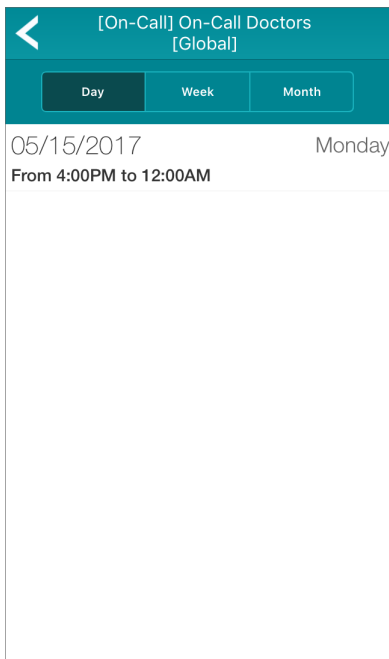 [On-Call] On-Call Doctors
[Global]
Day Week Month
05/15/2017 Monday
From 4:00PM to 12:00AM